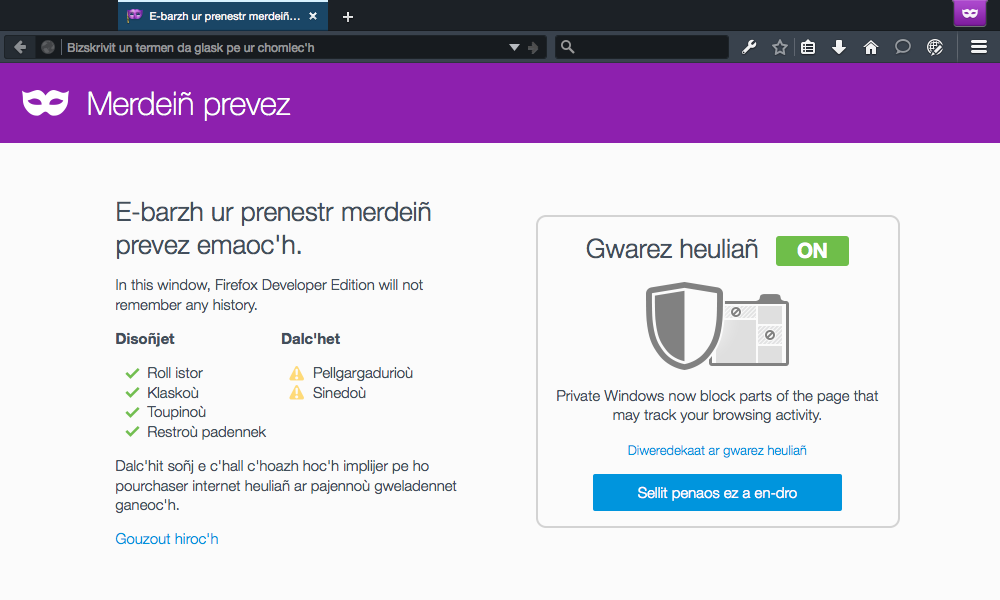 E-barzh ur prenestr merdeiñ...
Bizskrivit un termen da glask pe ur chomlec'h
Merdeiñ prevez
E-barzh ur prenestr merdeiñ
prevez emaoc'h.
In this window, Firefox Developer Edition will not
remember any history.
Disoñjet
Roll istor
Klaskoù
Toupinoù
Restroù padennek
Dalc'het
Pellgargadurioù
Sinedoù
Dalc'hit soñj e c'hall c'hoazh hoc'h implijer pe ho
pourchaser internet heuliañ ar pajennoù gweladennet
ganeoc'h.
Gouzout hiroc'h
Gwarez heuliañ ON
Private Windows now block parts of the page that
may track your browsing activity.
Diweredekaat ar gwarez heuliañ
Sellit penaos ez a en-dro